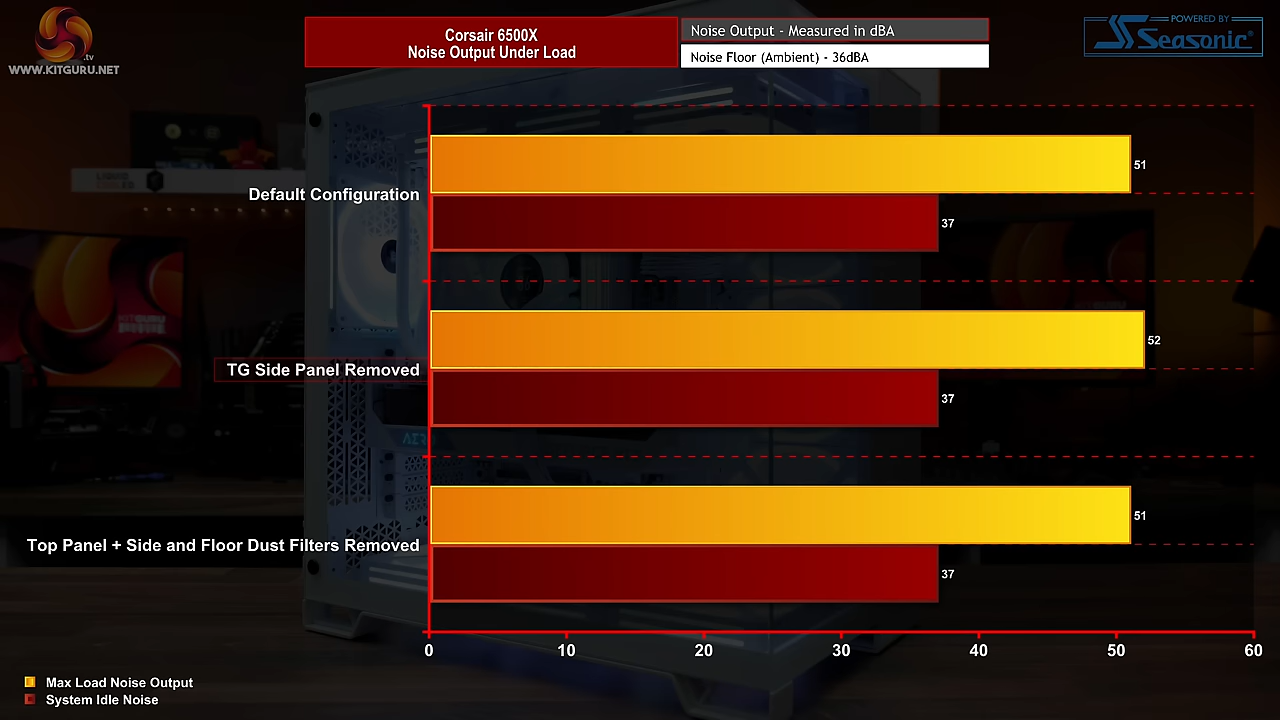 .tv
WWW.KITGURU.NET
Corsair 6500X
Noise Output Under Load
Noise Output - Measured in dBA
Noise Floor (Ambient) - 36dBA
POWERED BY
Seasonic®
Default Configuration
51
37
TG Side Panel Removed
52
37
Top Panel + Side and Floor Dust Filters Removed
51
37
0 10 20 30 40 50 60
Max Load Noise Output
System Idle Noise
KITGURU